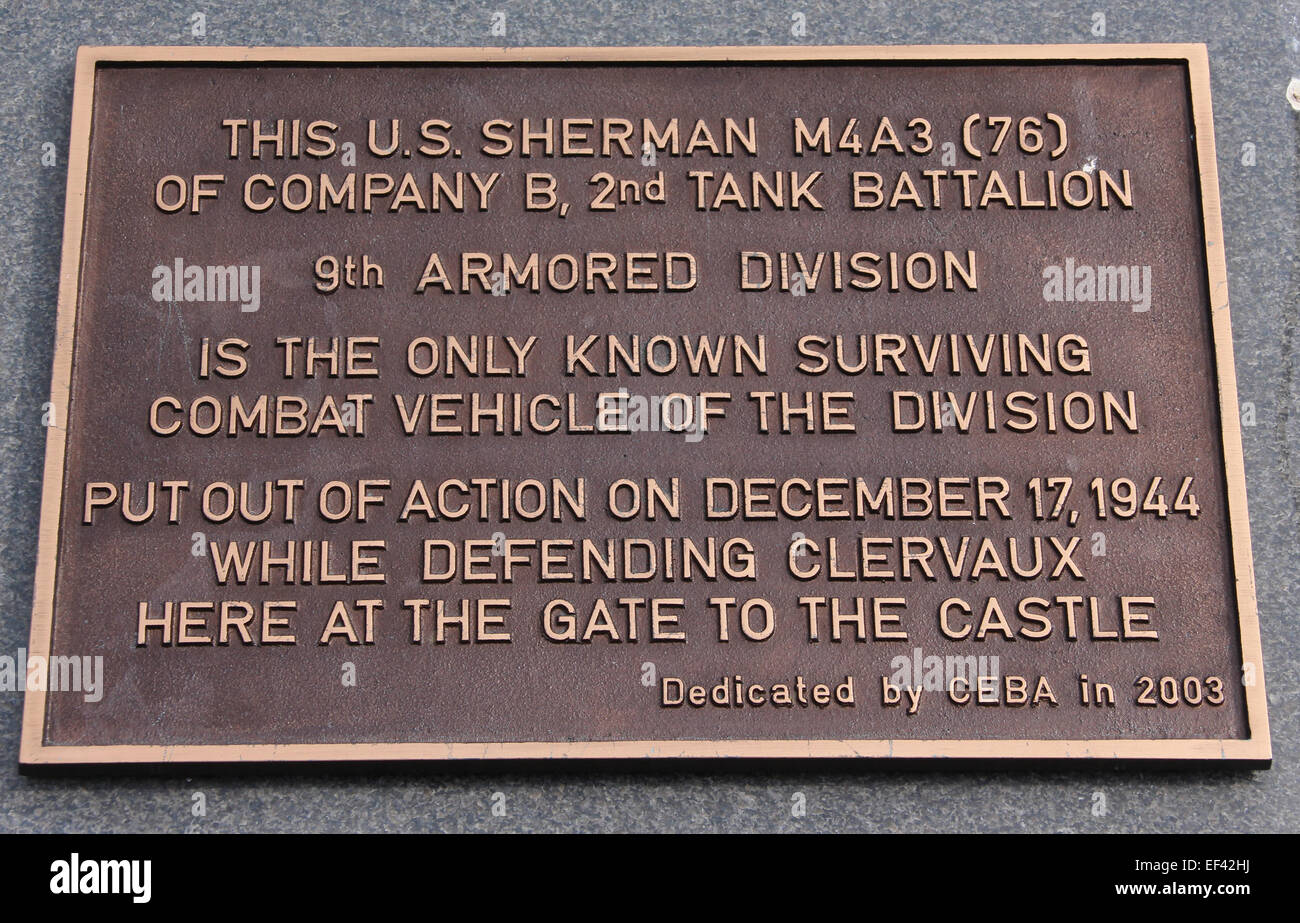 THIS U.S. SHERMAN M4A3 (76)
OF COMPANY B, 2nd TANK BATTALION
9th ARMORED DIVISION
IS THE ONLY KNOWN SURVIVING
COMBAT VEHICLE OF THE DIVISION
PUT OUT OF ACTION ON DECEMBER 17, 1944
WHILE DEFENDING CLERVAUX
HERE AT THE GATE TO THE CASTLE
Dedicated by CEBA in 2003
alamy stock photo
EF42HJ
www.alamy.com